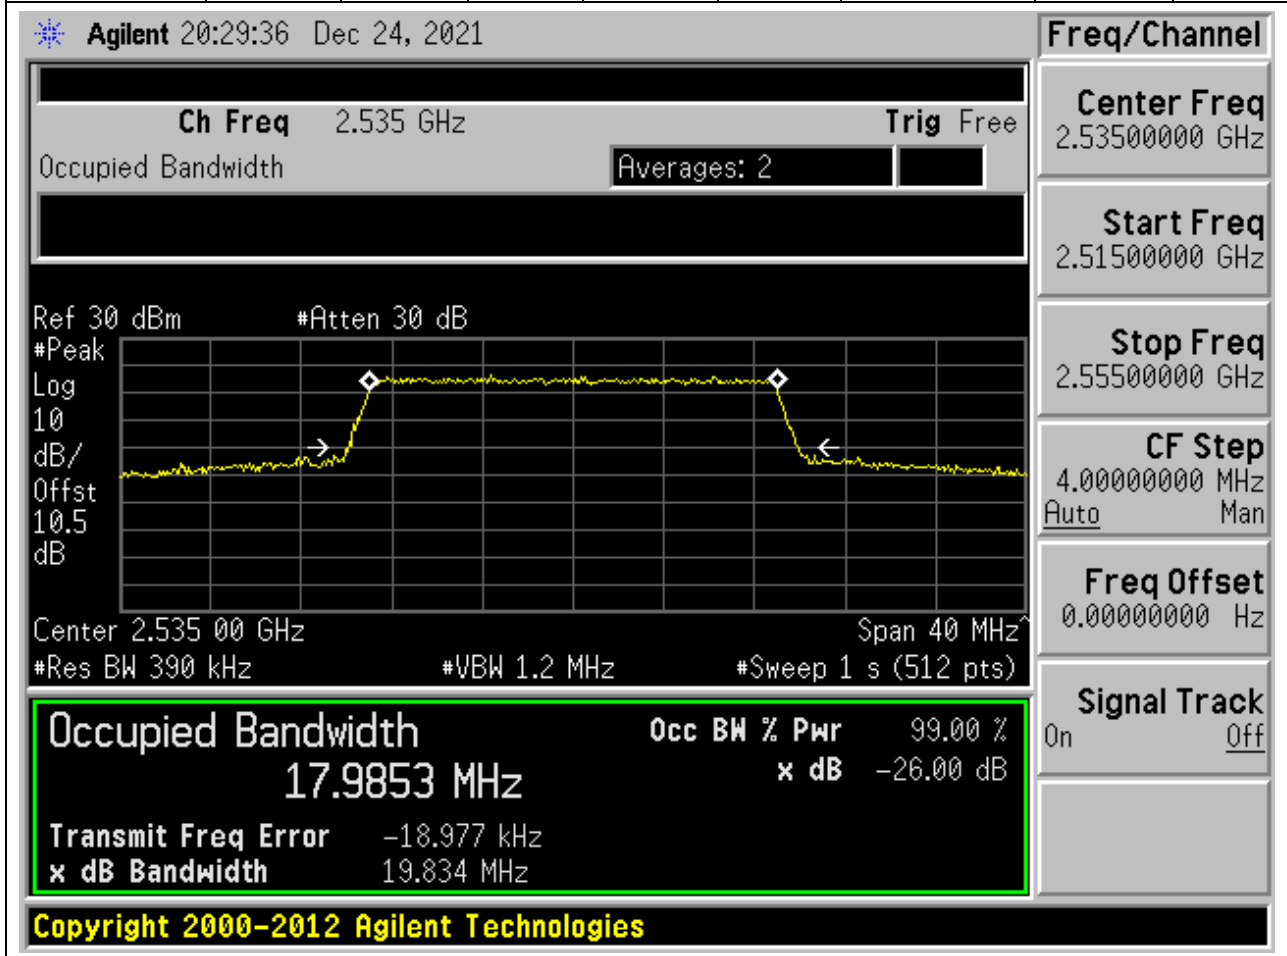 Agilent 20:29:36 Dec 24, 2021
Freq/Channel
Ch Freq 2.535 GHz Trig Free
Occupied Bandwidth Averages: 2
Center Freq
2.53500000 GHz
Start Freq
2.51500000 GHz
Stop Freq
2.55500000 GHz
CF Step
4.00000000 MHz
Auto Man
Freq Offset
0.00000000 Hz
Signal Track
On Off
Ref 30 dBm #Atten 30 dB
#Peak
Log
10
dB/
Offst
10.5
dB
Center 2.535 00 GHz Span 40 MHz^
#Res BW 390 kHz #VBW 1.2 MHz #Sweep 1 s (512 pts)
Occupied Bandwidth
17.9853 MHz
Occ BW % Pwr 99.00 %
x dB -26.00 dB
Transmit Freq Error -18.977 kHz
x dB Bandwidth 19.834 MHz
Copyright 2000-2012 Agilent Technologies